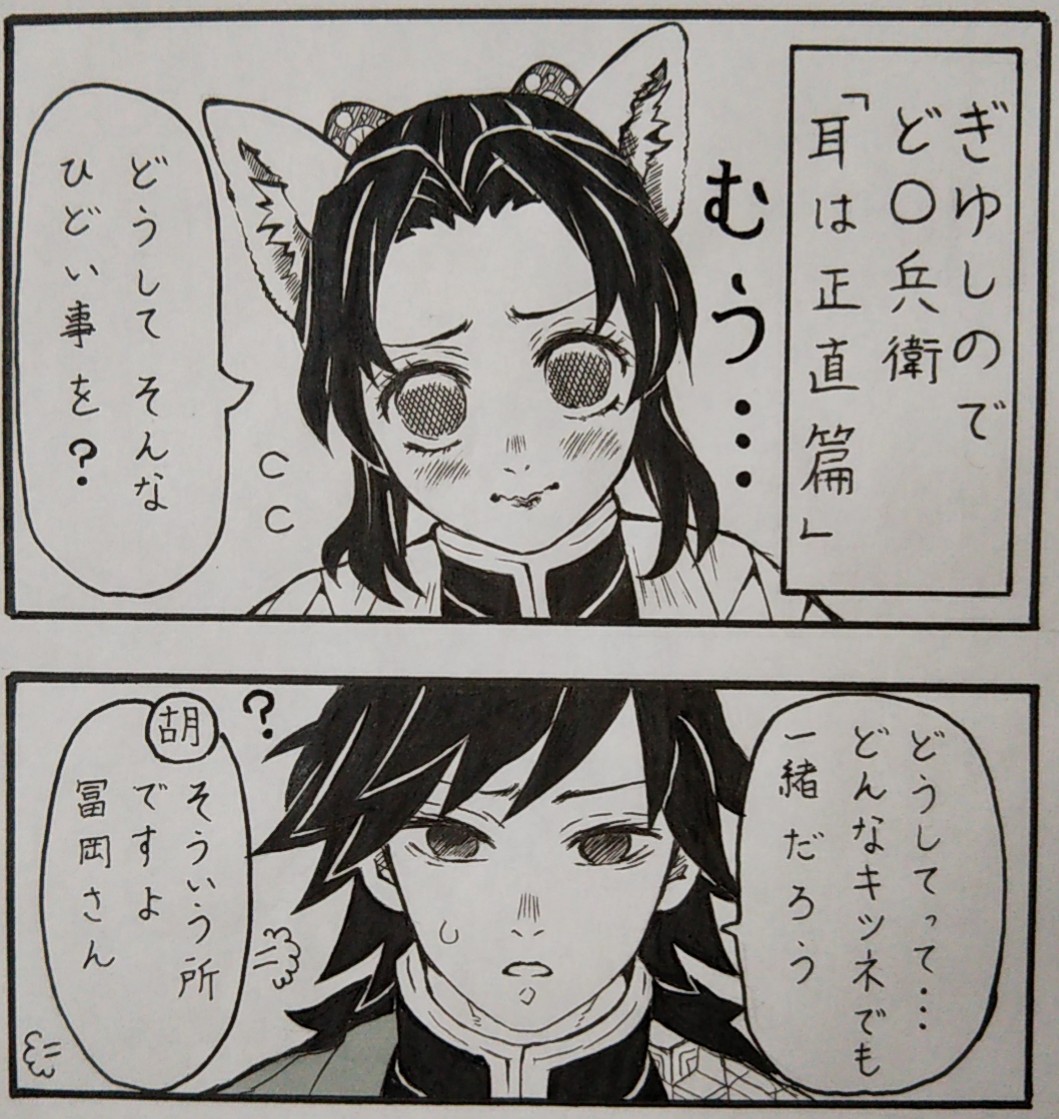 ぎゆしので
ど〇兵衛
「耳は正直篇」
むぅ…
どうして そんな
ひどい事を?
どうしてって…
どんなキツネでも
一緒だろう
?
胡
そういう所
ですよ
冨岡さん